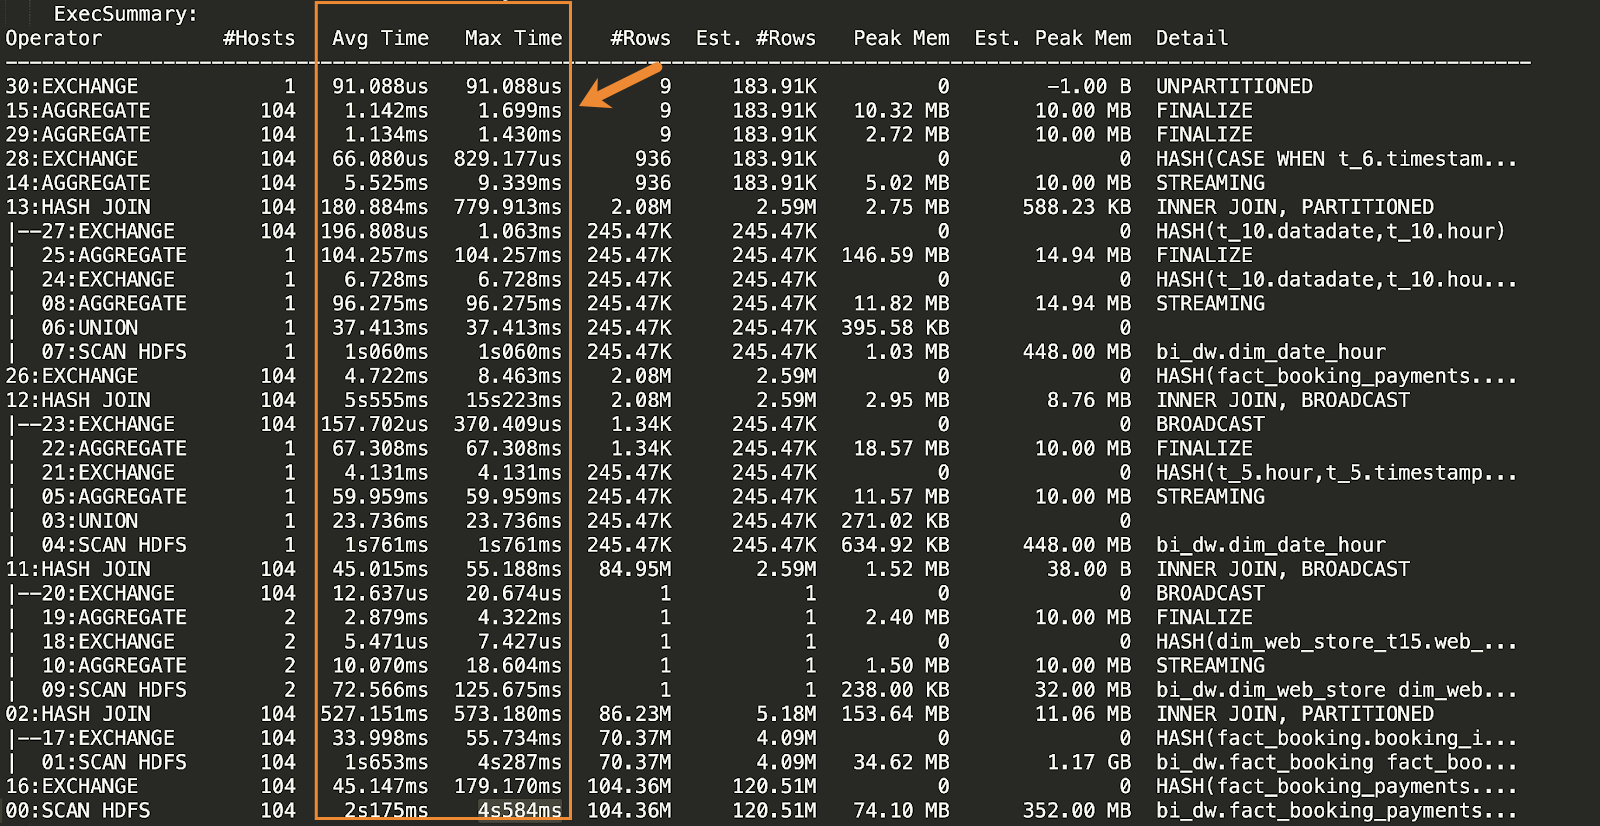 ExecSummary:
Operator #Hosts Avg Time Max Time #Rows Est. #Rows Peak Mem Est. Peak Mem Detail
30:EXCHANGE 1 91.088us 91.088us 9 183.91K 0 -1.00 B UNPARTITIONED
15:AGGREGATE 104 1.142ms 1.699ms 9 183.91K 10.32 MB 10.00 MB FINALIZE
29:AGGREGATE 104 1.134ms 1.430ms 9 183.91K 2.72 MB 10.00 MB FINALIZE
28:EXCHANGE 104 66.080us 829.177us 936 183.91K 0 0 HASH(CASE WHEN t_6.timestam...
14:AGGREGATE 104 5.525ms 9.339ms 936 183.91K 5.02 MB 10.00 MB STREAMING
13:HASH JOIN 104 180.884ms 779.913ms 2.08M 2.59M 2.75 MB 588.23 KB INNER JOIN, PARTITIONED
|--27:EXCHANGE 104 196.808us 1.063ms 245.47K 245.47K 0 0 HASH(t_10.datadate,t_10.hour)
| 25:AGGREGATE 1 104.257ms 104.257ms 245.47K 245.47K 146.59 MB 14.94 MB FINALIZE
| 24:EXCHANGE 1 6.728ms 6.728ms 245.47K 245.47K 0 0 HASH(t_10.datadate,t_10.hou...
| 08:AGGREGATE 1 96.275ms 96.275ms 245.47K 245.47K 11.82 MB 14.94 MB STREAMING
| 06:UNION 1 37.413ms 37.413ms 245.47K 245.47K 395.58 KB 0
| 07:SCAN HDFS 1 1s060ms 1s060ms 245.47K 245.47K 1.03 MB 448.00 MB bi_dw.dim_date_hour
26:EXCHANGE 104 4.722ms 8.463ms 2.08M 2.59M 0 0 HASH(fact_booking_payments....
12:HASH JOIN 104 5s555ms 15s223ms 2.08M 2.59M 2.95 MB 8.76 MB INNER JOIN, BROADCAST
|--23:EXCHANGE 104 157.702us 370.409us 1.34K 245.47K 0 0 BROADCAST
| 22:AGGREGATE 1 67.308ms 67.308ms 1.34K 245.47K 18.57 MB 10.00 MB FINALIZE
| 21:EXCHANGE 1 4.131ms 4.131ms 245.47K 245.47K 0 0 HASH(t_5.hour,t_5.timestamp...
| 05:AGGREGATE 1 59.959ms 59.959ms 245.47K 245.47K 11.57 MB 10.00 MB STREAMING
| 03:UNION 1 23.736ms 23.736ms 245.47K 245.47K 271.02 KB 0
| 04:SCAN HDFS 1 1s761ms 1s761ms 245.47K 245.47K 634.92 KB 448.00 MB bi_dw.dim_date_hour
11:HASH JOIN 104 45.015ms 55.188ms 84.95M 2.59M 1.52 MB 38.00 B INNER JOIN, BROADCAST
|--20:EXCHANGE 104 12.637us 20.674us 1 1 0 0 BROADCAST
| 19:AGGREGATE 2 2.879ms 4.322ms 1 1 2.40 MB 10.00 MB FINALIZE
| 18:EXCHANGE 2 5.471us 7.427us 1 1 0 0 HASH(dim_web_store_t15.web_...
| 10:AGGREGATE 2 10.070ms 18.604ms 1 1 1.50 MB 10.00 MB STREAMING
| 09:SCAN HDFS 2 72.566ms 125.675ms 1 1 238.00 KB 32.00 MB bi_dw.dim_web_store dim_web...
02:HASH JOIN 104 527.151ms 573.180ms 86.23M 5.18M 153.64 MB 11.06 MB INNER JOIN, PARTITIONED
|--17:EXCHANGE 104 33.998ms 55.734ms 70.37M 4.09M 0 0 HASH(fact_booking.booking_i...
| 01:SCAN HDFS 104 1s653ms 4s287ms 70.37M 4.09M 34.62 MB 1.17 GB bi_dw.fact_booking fact_boo...
16:EXCHANGE 104 45.147ms 179.170ms 104.36M 120.51M 0 0 HASH(fact_booking_payments....
00:SCAN HDFS 104 2s175ms 4s584ms 104.36M 120.51M 74.10 MB 352.00 MB bi_dw.fact_booking_payments...